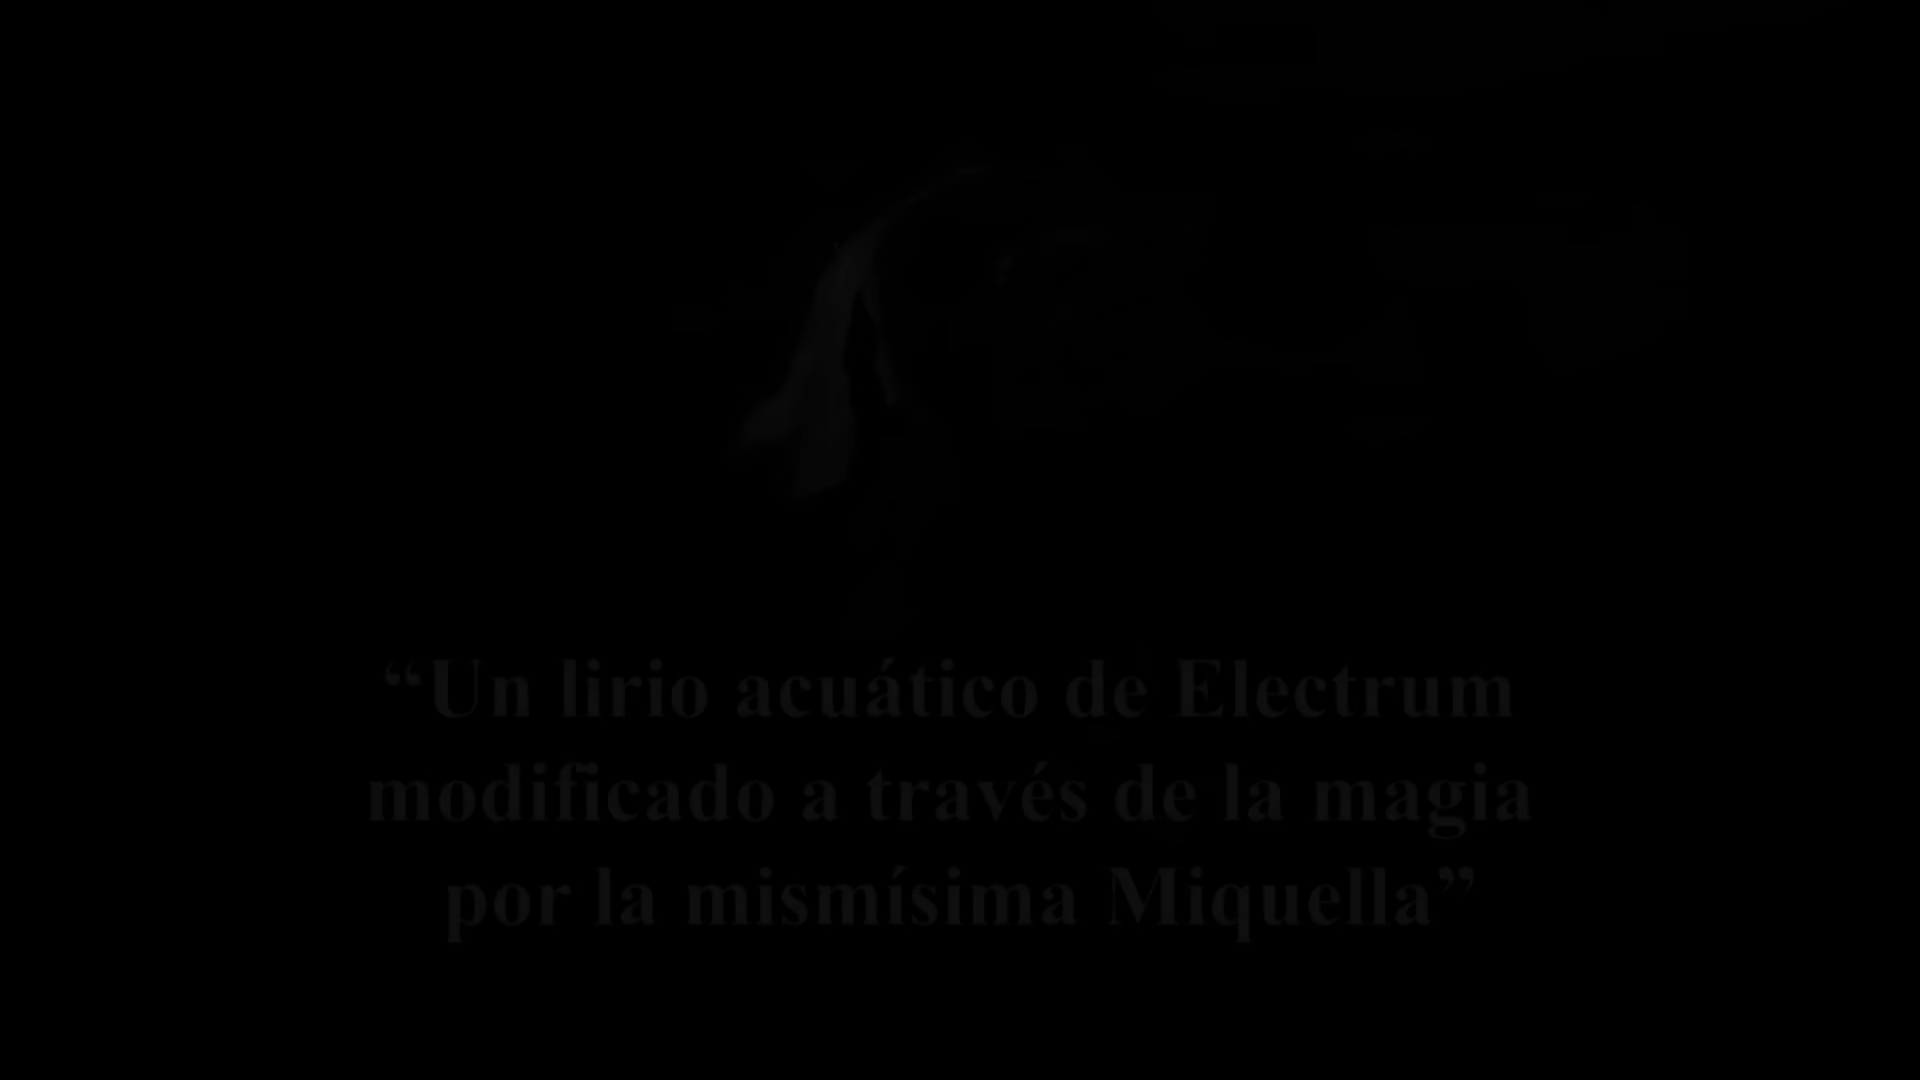 “Un lirio acuático de Electrum
modificado a través de la magia
por la mismísima Miquella”